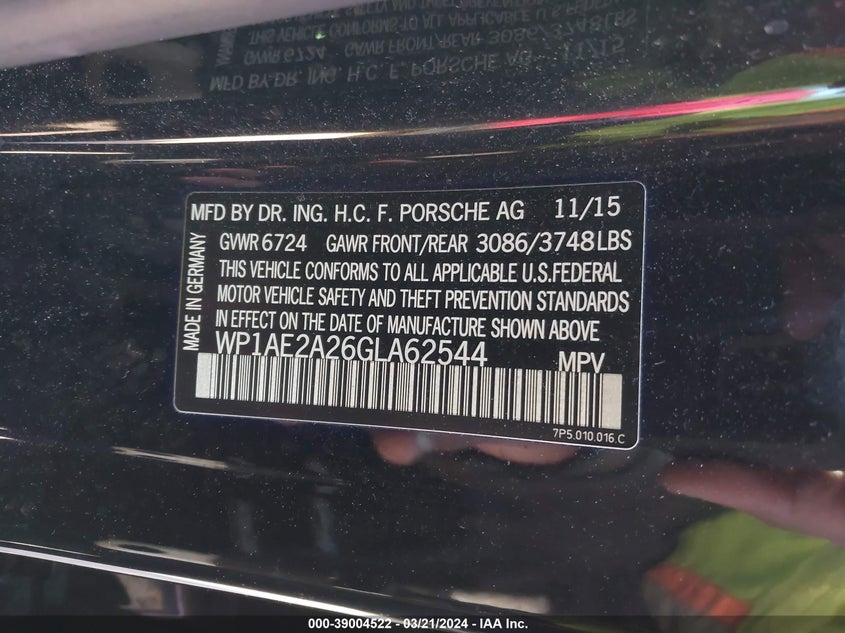 MFD BY DR. ING. H.C. F. PORSCHE AG 11/15
GVWR 6724 GAWR FRONT/REAR 3086/3748 LBS
THIS VEHICLE CONFORMS TO ALL APPLICABLE U.S.FEDERAL
MOTOR VEHICLE SAFETY AND THEFT PREVENTION STANDARDS
IN EFFECT ON THE DATE OF MANUFACTURE SHOWN ABOVE
WP1AE2A26GLA62544 MPV
7P5.010.016 C
MADE IN GERMANY
000-39004522 - 03/21/2024 - IAA Inc.